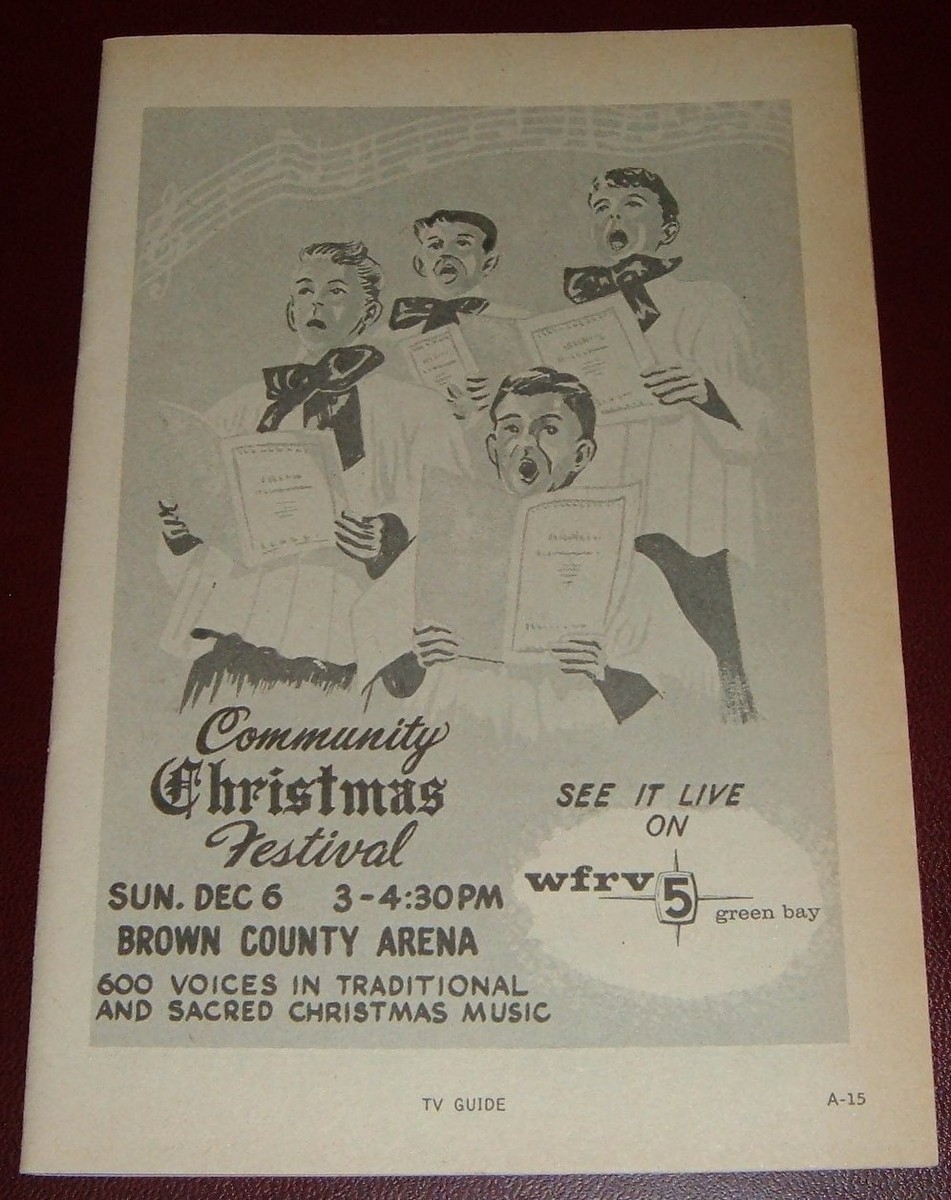 Community
Christmas
Festival
SUN. DEC 6 3-4:30PM
BROWN COUNTY ARENA
600 VOICES IN TRADITIONAL
AND SACRED CHRISTMAS MUSIC
SEE IT LIVE
ON
wfrv 5
green bay
TV GUIDE
A-15